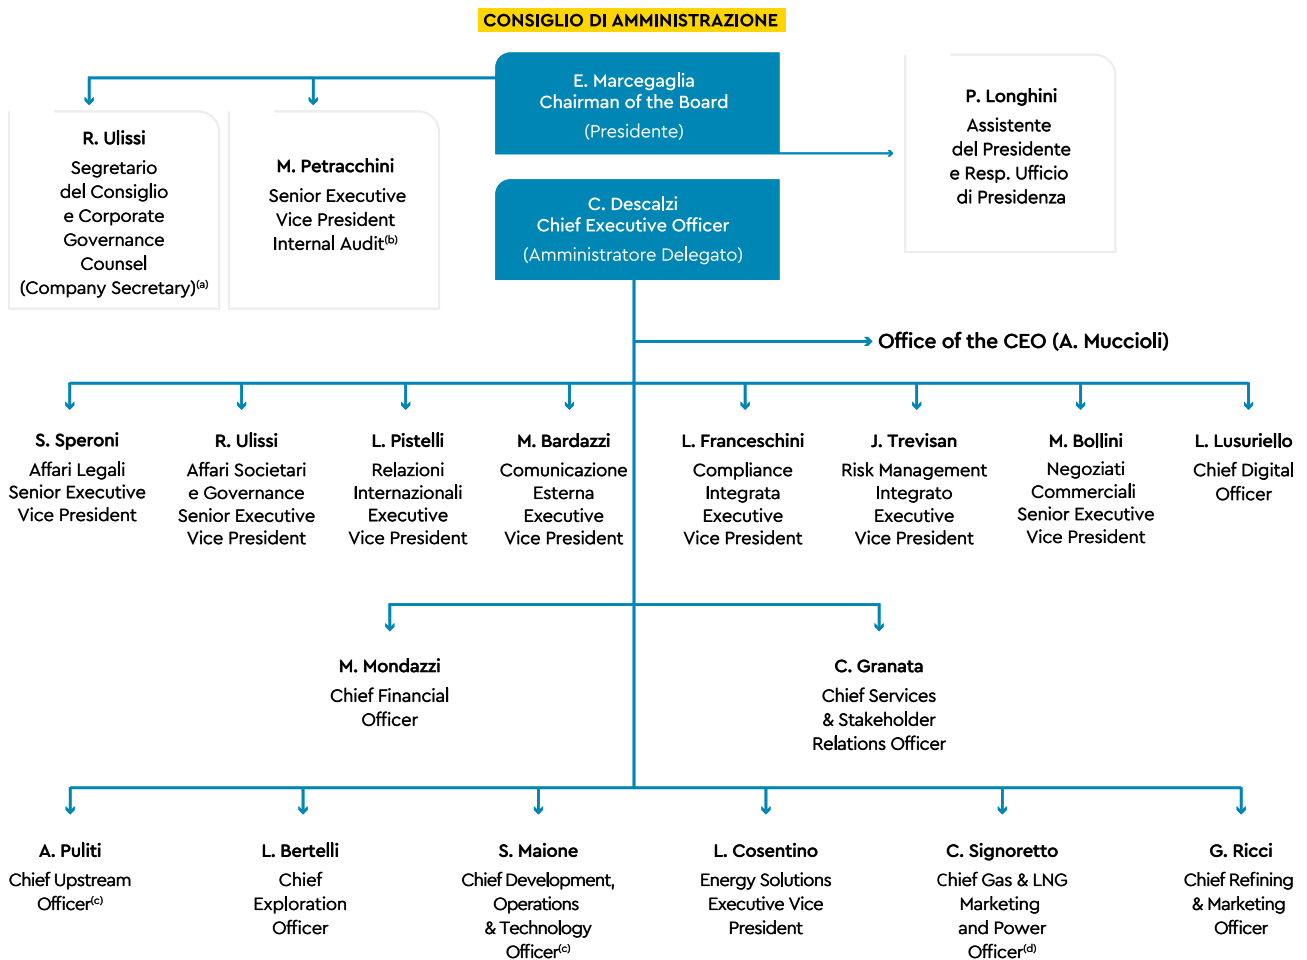 CONSIGLIO DI AMMINISTRAZIONE
E. Marcegaglia
Chairman of the Board
(Presidente)
R. Ulissi
Segretario
del Consiglio
e Corporate
Governance
Counsel
(Company Secretary)(a)
M. Petracchini
Senior Executive
Vice President
Internal Audit(b)
P. Longhini
Assistente
del Presidente
e Resp. Ufficio
di Presidenza
C. Descalzi
Chief Executive Officer
(Amministratore Delegato)
Office of the CEO (A. Muccioli)
S. Speroni
Affari Legali
Senior Executive
Vice President
R. Ulissi
Affari Societari
e Governance
Senior Executive
Vice President
L. Pistelli
Relazioni
Internazionali
Executive
Vice President
M. Bardazzi
Comunicazione
Esterna
Executive
Vice President
L. Franceschini
Compliance
Integrata
Executive
Vice President
J. Trevisan
Risk Management
Integrato
Executive
Vice President
M. Bollini
Negoziati
Commerciali
Senior Executive
Vice President
L. Lusuriello
Chief Digital
Officer
M. Mondazzi
Chief Financial
Officer
C. Granata
Chief Services
& Stakeholder
Relations Officer
A. Puliti
Chief Upstream
Officer(c)
L. Bertelli
Chief
Exploration
Officer
S. Maione
Chief Development,
Operations
& Technology
Officer(c)
L. Cosentino
Energy Solutions
Executive Vice
President
C. Signoretto
Chief Gas & LNG
Marketing
and Power
Officer(d)
G. Ricci
Chief Refining
& Marketing
Officer